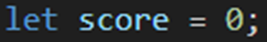 let score = 0;